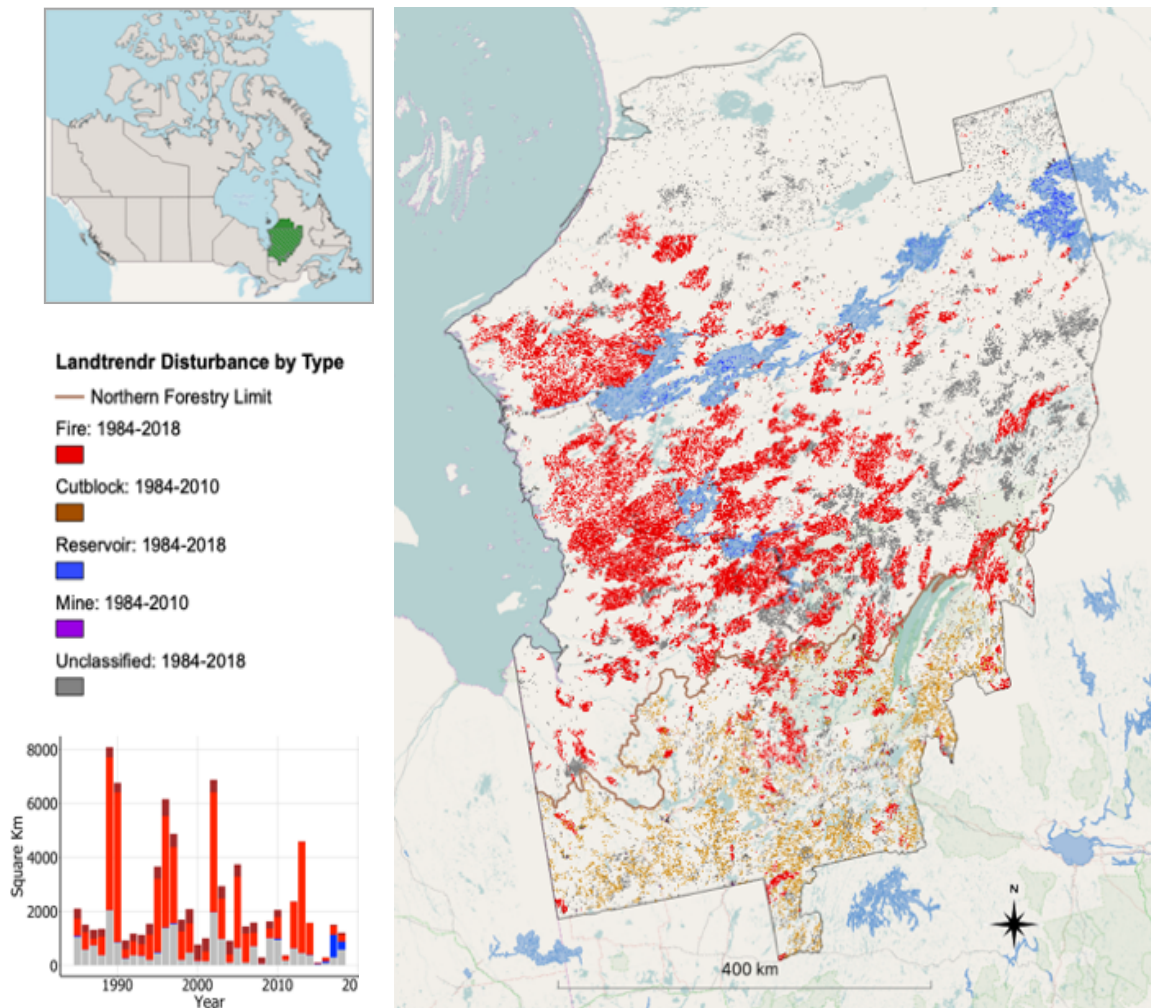 Landtrendr Disturbance by Type
Northern Forestry Limit
Fire: 1984-2018
Cutblock: 1984-2010
Reservoir: 1984-2018
Mine: 1984-2010
Unclassified: 1984-2018
8000
6000
4000
2000
0
Square Km
1990
2000
2010
20
Year
N
400 km